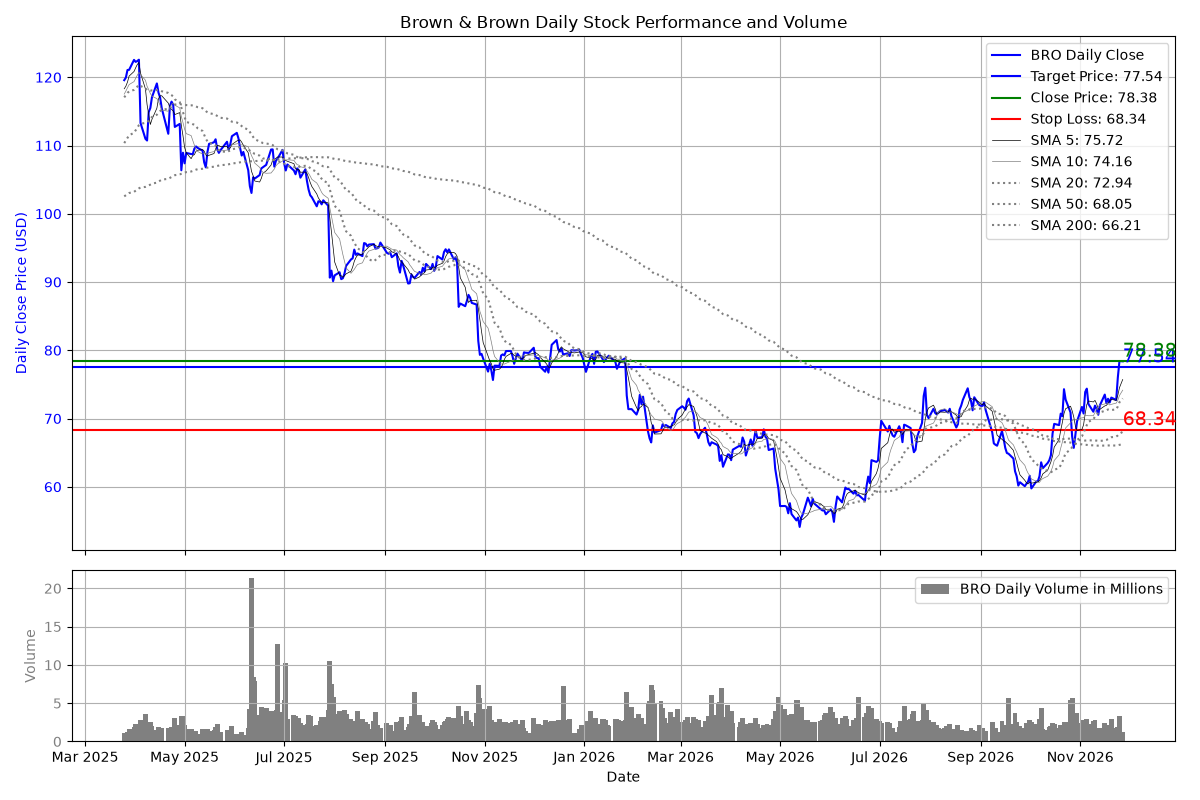 Brown & Brown Daily Stock Performance and Volume
Daily Close Price (USD)
120
110
100
90
80
70
60
BRO Daily Close
Target Price: 77.54
Close Price: 78.38
Stop Loss: 68.34
SMA 5: 75.72
SMA 10: 74.16
SMA 20: 72.94
SMA 50: 68.05
SMA 200: 66.21
78.38
77.54
68.34
Volume
20
15
10
5
0
BRO Daily Volume in Millions
Mar 2025
May 2025
Jul 2025
Sep 2025
Nov 2025
Jan 2026
Mar 2026
May 2026
Jul 2026
Sep 2026
Nov 2026
Date